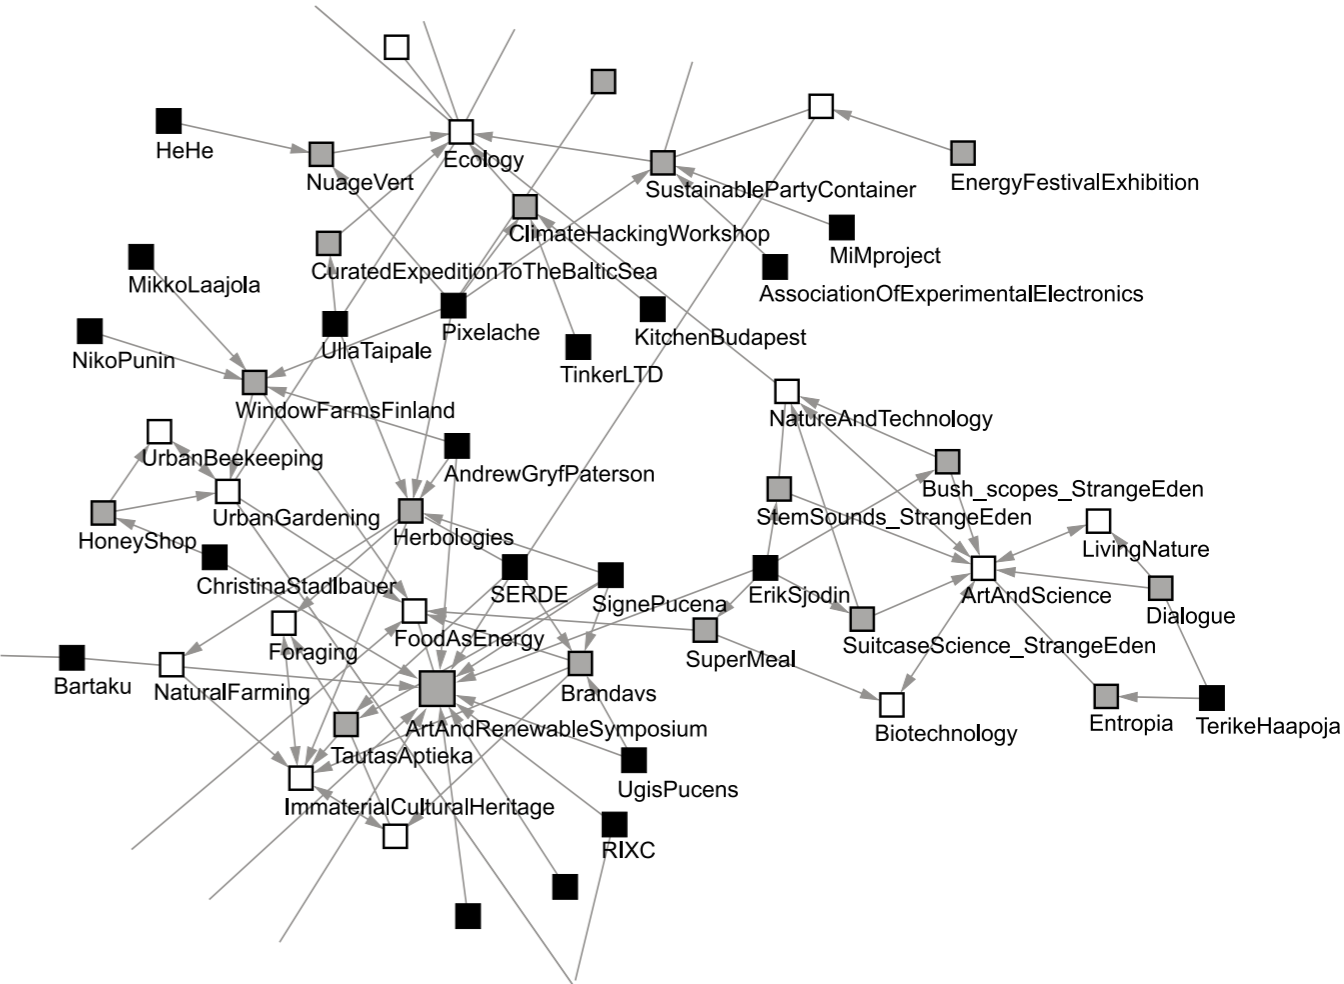 HeHe
Ecology
NuageVert
SustainablePartyContainer
EnergyFestivalExhibition
ClimateHackingWorkshop
MiMproject
CuratedExpeditionToTheBalticSea
MikkoLaajola
AssociationOfExperimentalElectronics
Pixelache
KitchenBudapest
UllaTaipale
NikoPunin
TinkerLTD
WindowFarmsFinland
NatureAndTechnology
UrbanBeekeeping
AndrewGryfPaterson
Bush_scopes_StrangeEden
UrbanGardening
StemSounds_StrangeEden
HoneyShop
Herbologies
LivingNature
ChristinaStadlbauer
SERDE
SignePucena
ErikSjodin
ArtAndScience
Dialogue
FoodAsEnergy
Foraging
SuperMeal
SuitcaseScience_StrangeEden
Bartaku
NaturalFarming
Brandavs
ArtAndRenewableSymposium
Biotechnology
Entropia
TerikeHaapoja
TautasAptieka
UgisPucens
ImmaterialCulturalHeritage
RIXC